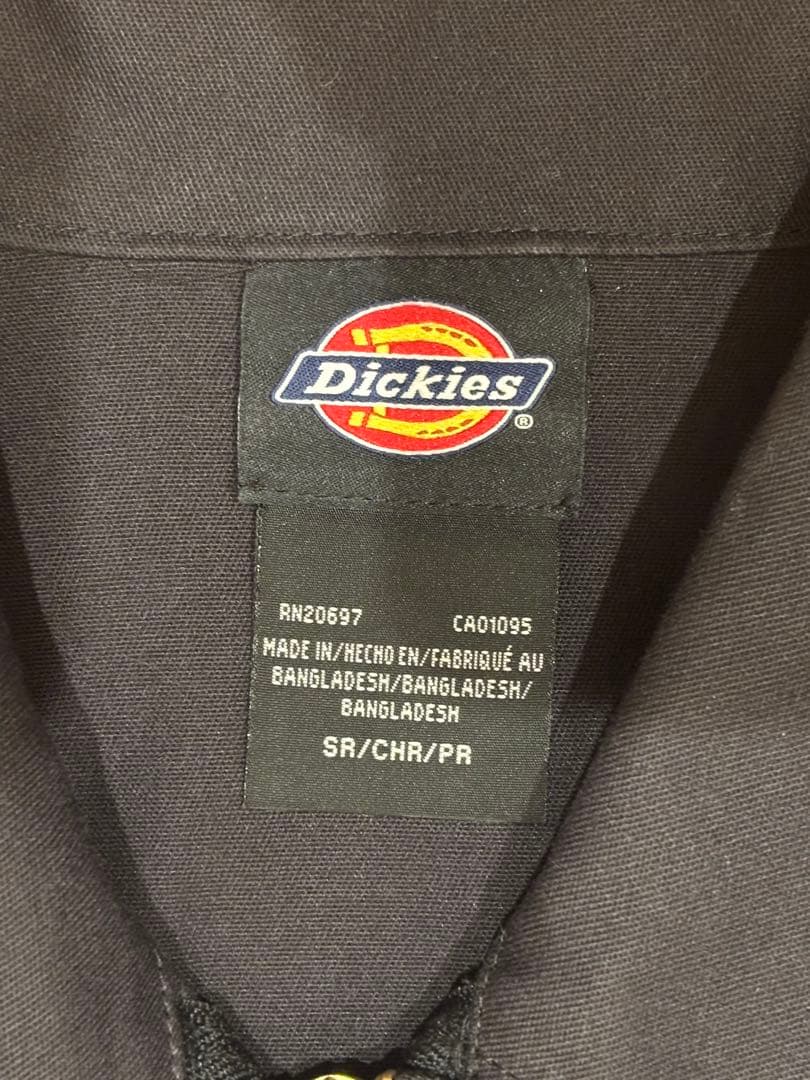 Dickies
®
RN20697 CA01095
MADE IN/HECHO EN/FABRIQUÉ AU
BANGLADESH/BANGLADESH/
BANGLADESH
SR/CHR/PR